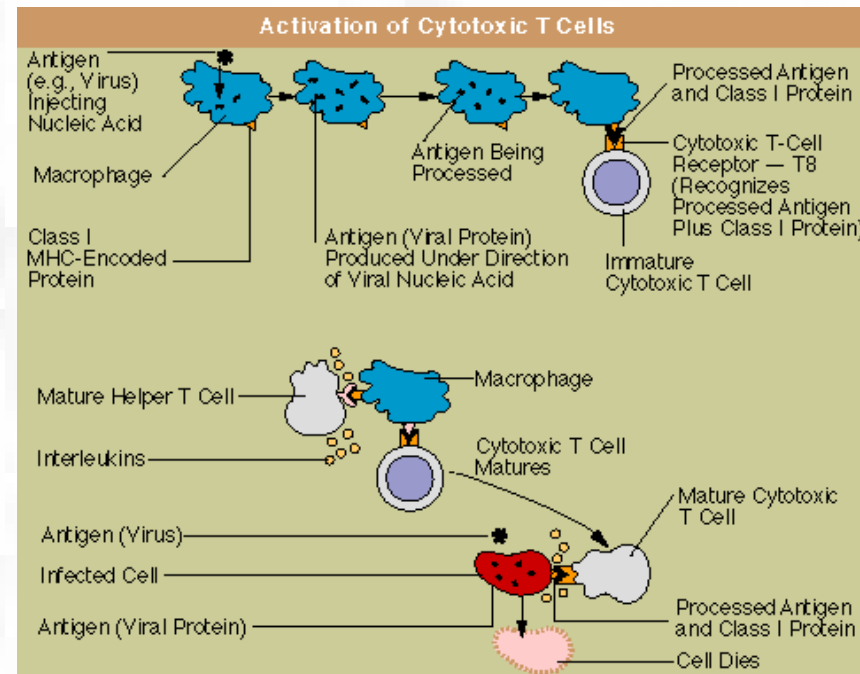 Activation of Cytotoxic T Cells
Antigen
(e.g., Virus)
Injecting
Nucleic Acid
Macrophage
Class I
MHC-Encoded
Protein
Antigen (Viral Protein)
Produced Under Direction
of Viral Nucleic Acid
Antigen Being
Processed
Processed Antigen
and Class I Protein
Cytotoxic T-Cell
Receptor — T8
(Recognizes
Processed Antigen
Plus Class I Protein)
Immature
Cytotoxic T Cell
Mature Helper T Cell
Interleukins
Macrophage
Cytotoxic T Cell
Matures
Mature Cytotoxic
T Cell
Antigen (Virus)
Infected Cell
Antigen (Viral Protein)
Processed Antigen
and Class I Protein
Cell Dies